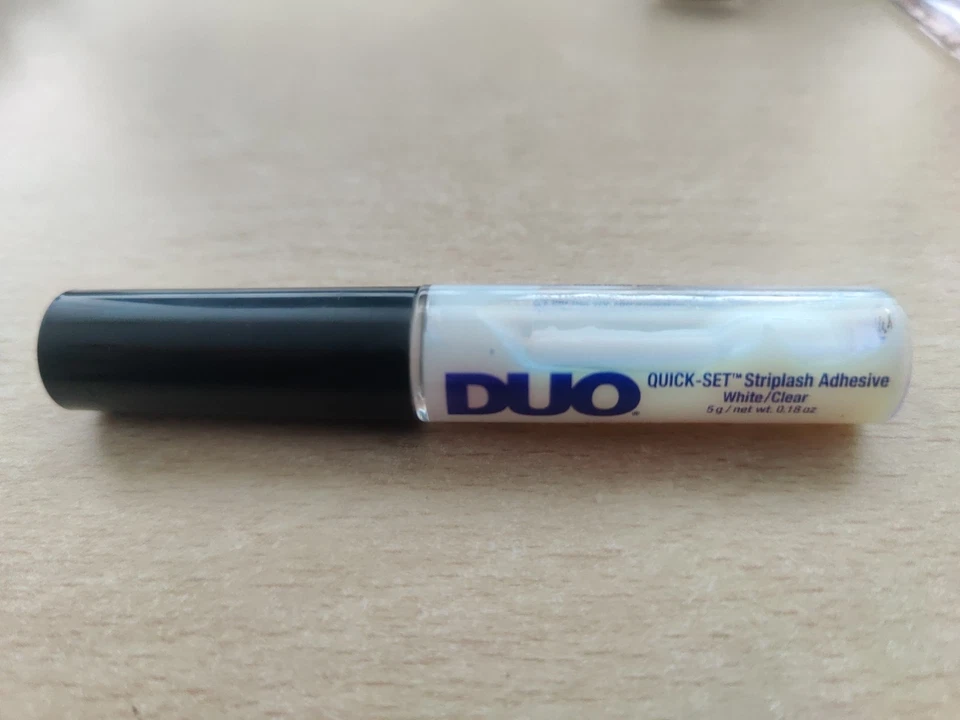 DUO
QUICK-SET™ Striplash Adhesive
White/Clear
5 g / net wt. 0.18 oz